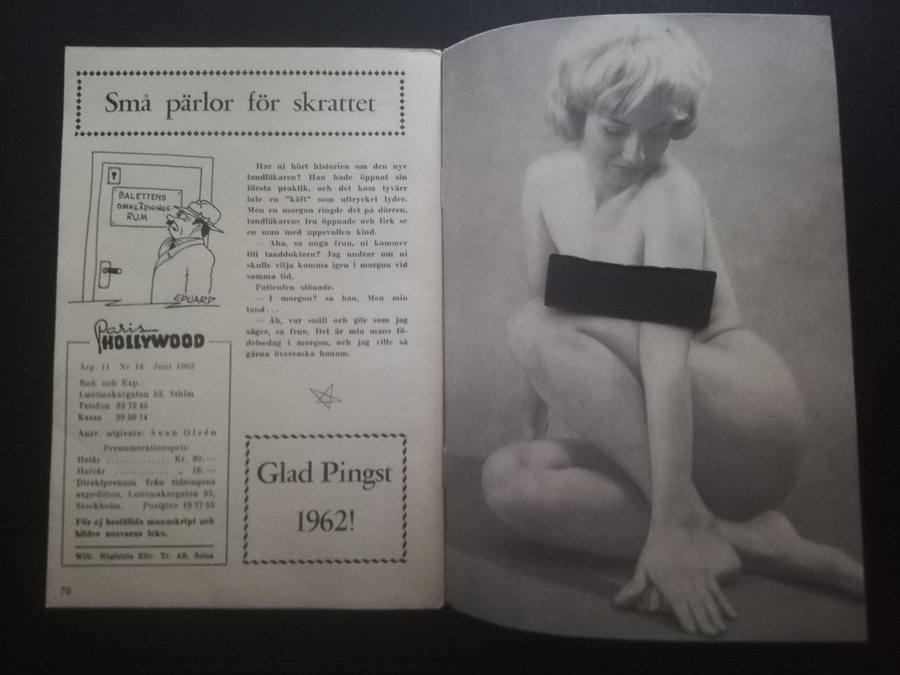 Små pärlor för skrattet
BALETTENS
OMKLÄDNINGS-
RUM
EDUARD
Har ni hört historien om den nye
tandläkaren? Han hade öppnat sin
första praktik, och det kom tyvärr
inte en "käft" som uttrycket lyder.
Men en morgon ringde det på dörren,
tandläkarens fru öppnade och fick se
en man med uppsvullen kind.
— Aha, sa unga frun, ni kommer
till tanddoktorn? Jag undrar om ni
skulle vilja komma igen i morgon vid
samma tid.
Patienten stönade.
— I morgon? sa han. Men min
tand ...
— Äh, var snäll och gör som jag
säger, sa frun. Det är min mans fö-
delsedag i morgon, och jag ville så
gärna överraska honom.
Paris
HOLLYWOOD
Årg 11 Nr 14 Juni 1962
Red och Exp.:
Luntmakargatan 52, Sthlm
Telefon 32 72 45
Kassa 20 59 14
Ansv. utgivare: Sven Olsén
Prenumerationspris:
Helår .............. Kr. 30:—
Halvår ............ „ 16:—
Direktprenum. från tidningens
expedition, Luntmakargatan 52,
Stockholm. Postgiro 19 77 55
För ej beställda manuskript och
bilder ansvaras icke.
Wilh. Högfeldts Eftr. Tr. AB, Solna
Glad Pingst
1962!
70